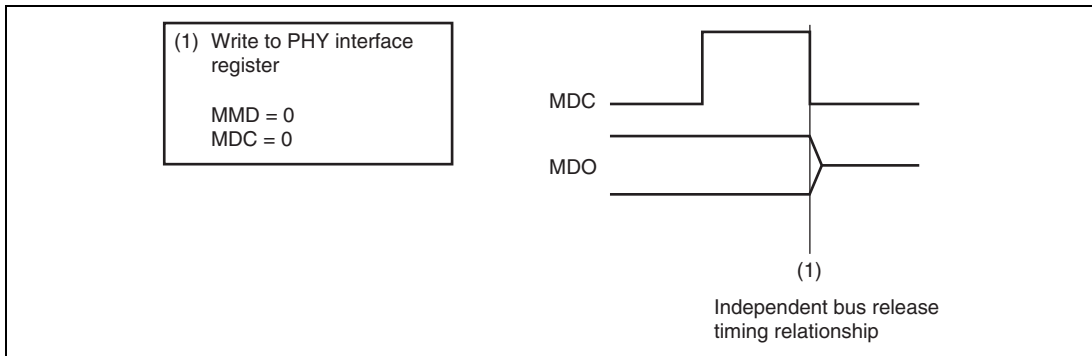 (1) Write to PHY interface
register
MMD = 0
MDC = 0
MDC
MDO
(1)
Independent bus release
timing relationship